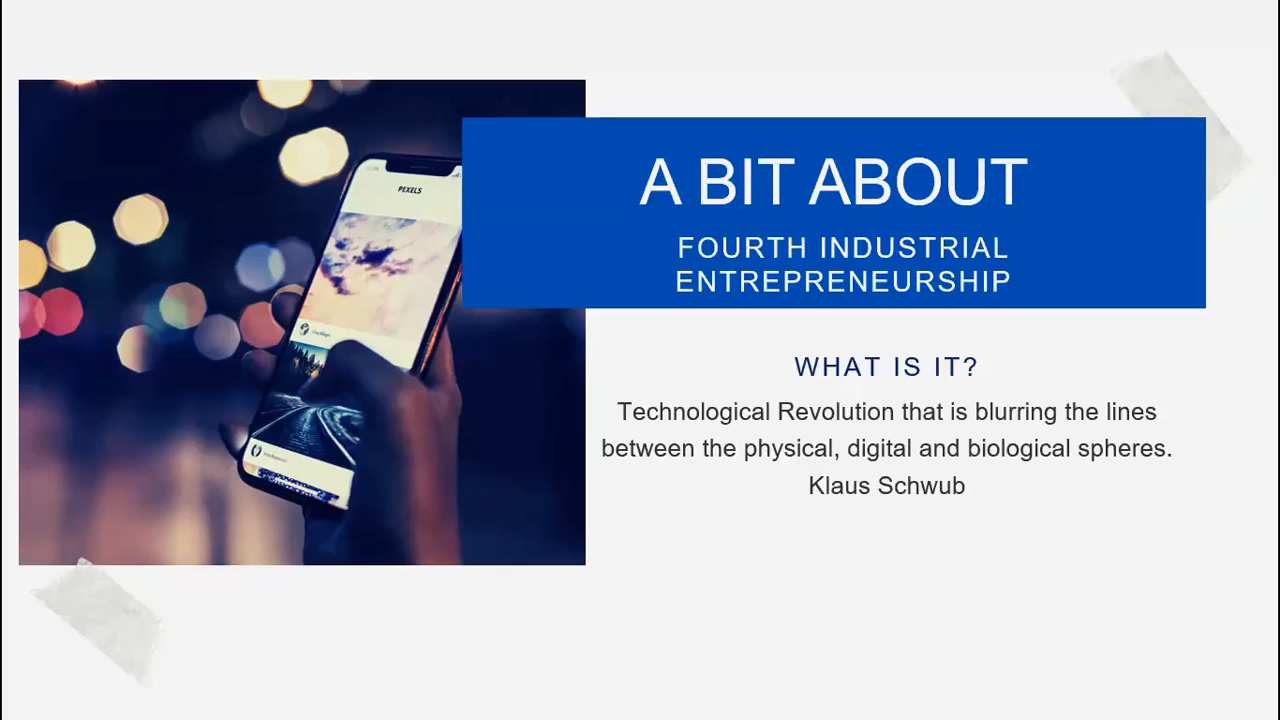 PEXELS
A BIT ABOUT
FOURTH INDUSTRIAL
ENTREPRENEURSHIP
WHAT IS IT?
Technological Revolution that is blurring the lines
between the physical, digital and biological spheres.
Klaus Schwub